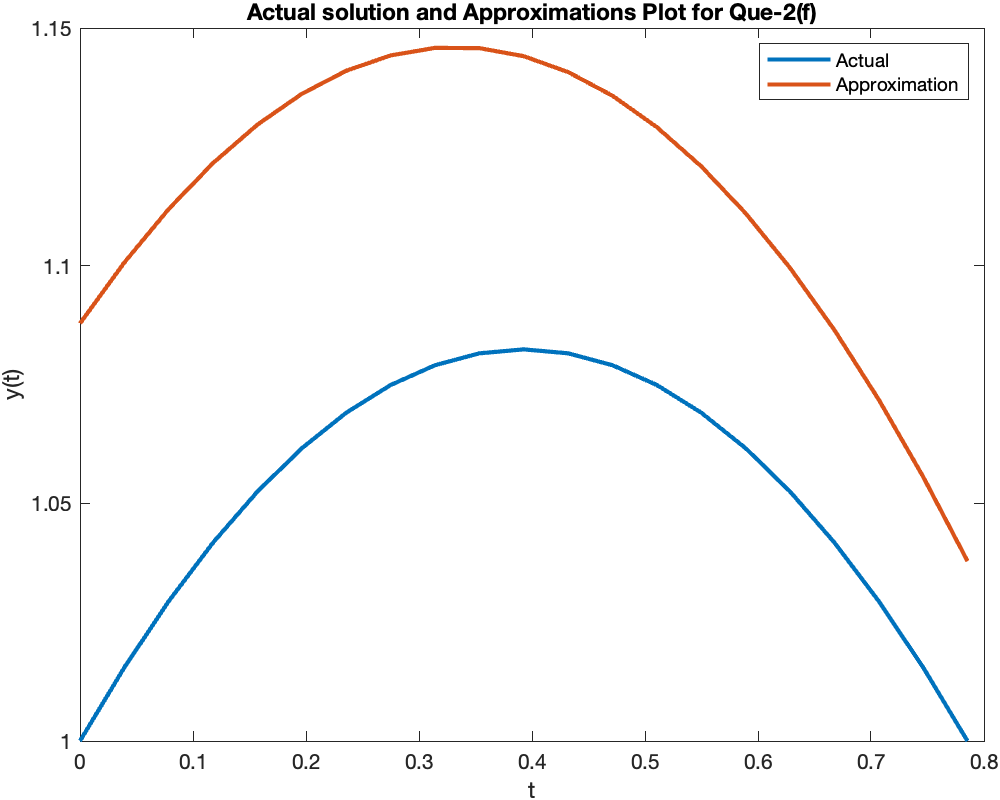 Actual solution and Approximations Plot for Que-2(f)
Actual
Approximation
y(t)
1.15
1.1
1.05
1
0 0.1 0.2 0.3 0.4 0.5 0.6 0.7 0.8
t